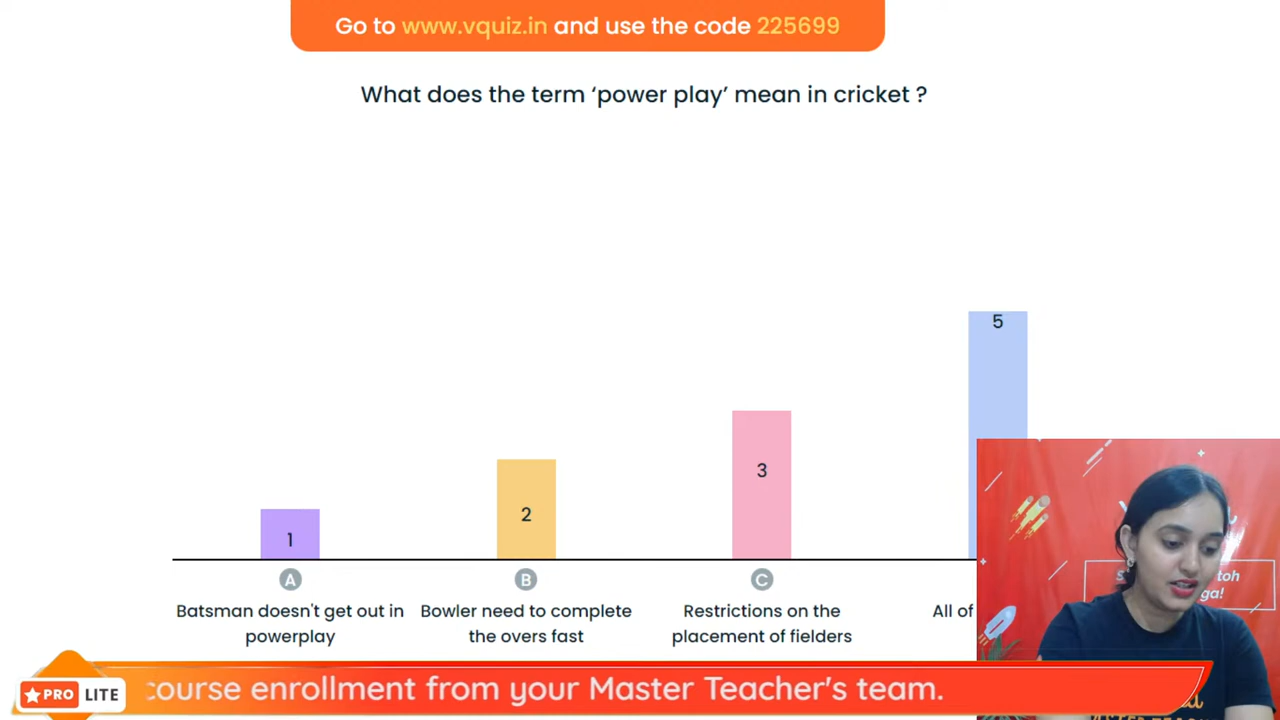 Go to www.vquiz.in and use the code 225699
What does the term ‘power play’ mean in cricket ?
5
3
2
1
A
B
C
Batsman doesn't get out in powerplay
Bowler need to complete the overs fast
Restrictions on the placement of fielders
All of
toh
ga!
PRO LITE
course enrollment from your Master Teacher's team.